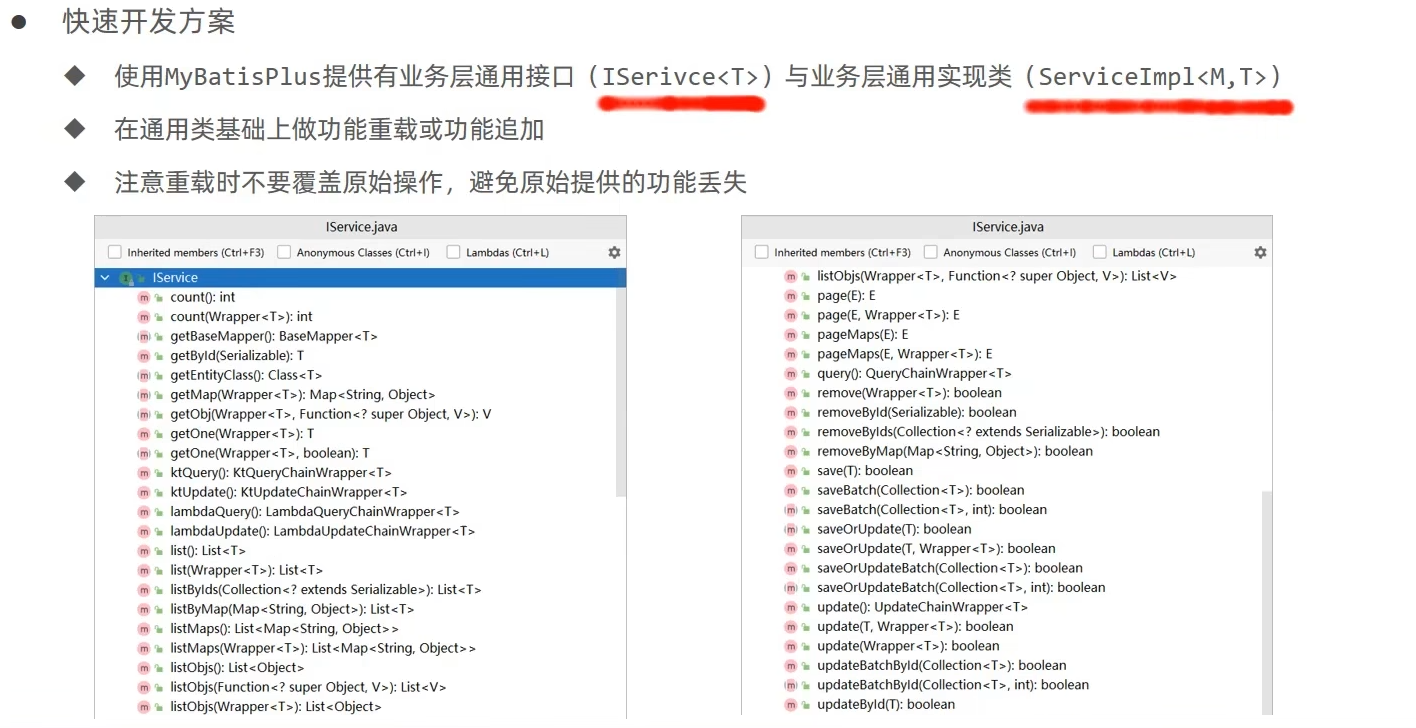 快速开发方案
使用MyBatisPlus提供有业务层通用接口（ISerivce<T>）与业务层通用实现类（ServiceImpl<M,T>）
在通用类基础上做功能重载或功能追加
注意重载时不要覆盖原始操作，避免原始提供的功能丢失
IService.java
Inherited members (Ctrl+F3) Anonymous Classes (Ctrl+I) Lambdas (Ctrl+L)
IService
count(): int
count(Wrapper<T>): int
getBaseMapper(): BaseMapper<T>
getById(Serializable): T
getEntityClass(): Class<T>
getMap(Wrapper<T>): Map<String, Object>
getObj(Wrapper<T>, Function<? super Object, V>): V
getOne(Wrapper<T>): T
getOne(Wrapper<T>, boolean): T
ktQuery(): KtQueryChainWrapper<T>
ktUpdate(): KtUpdateChainWrapper<T>
lambdaQuery(): LambdaQueryChainWrapper<T>
lambdaUpdate(): LambdaUpdateChainWrapper<T>
list(): List<T>
list(Wrapper<T>): List<T>
listByIds(Collection<? extends Serializable>): List<T>
listByMap(Map<String, Object>): List<T>
listMaps(): List<Map<String, Object>>
listMaps(Wrapper<T>): List<Map<String, Object>>
listObjs(): List<Object>
listObjs(Function<? super Object, V>): List<V>
listObjs(Wrapper<T>): List<Object>
IService.java
Inherited members (Ctrl+F3) Anonymous Classes (Ctrl+I) Lambdas (Ctrl+L)
listObjs(Wrapper<T>, Function<? super Object, V>): List<V>
page(E): E
page(E, Wrapper<T>): E
pageMaps(E): E
pageMaps(E, Wrapper<T>): E
query(): QueryChainWrapper<T>
remove(Wrapper<T>): boolean
removeById(Serializable): boolean
removeByIds(Collection<? extends Serializable>): boolean
removeByMap(Map<String, Object>): boolean
save(T): boolean
saveBatch(Collection<T>): boolean
saveBatch(Collection<T>, int): boolean
saveOrUpdate(T): boolean
saveOrUpdate(T, Wrapper<T>): boolean
saveOrUpdateBatch(Collection<T>): boolean
saveOrUpdateBatch(Collection<T>, int): boolean
update(): UpdateChainWrapper<T>
update(T, Wrapper<T>): boolean
update(Wrapper<T>): boolean
updateBatchById(Collection<T>): boolean
updateBatchById(Collection<T>, int): boolean
updateById(T): boolean